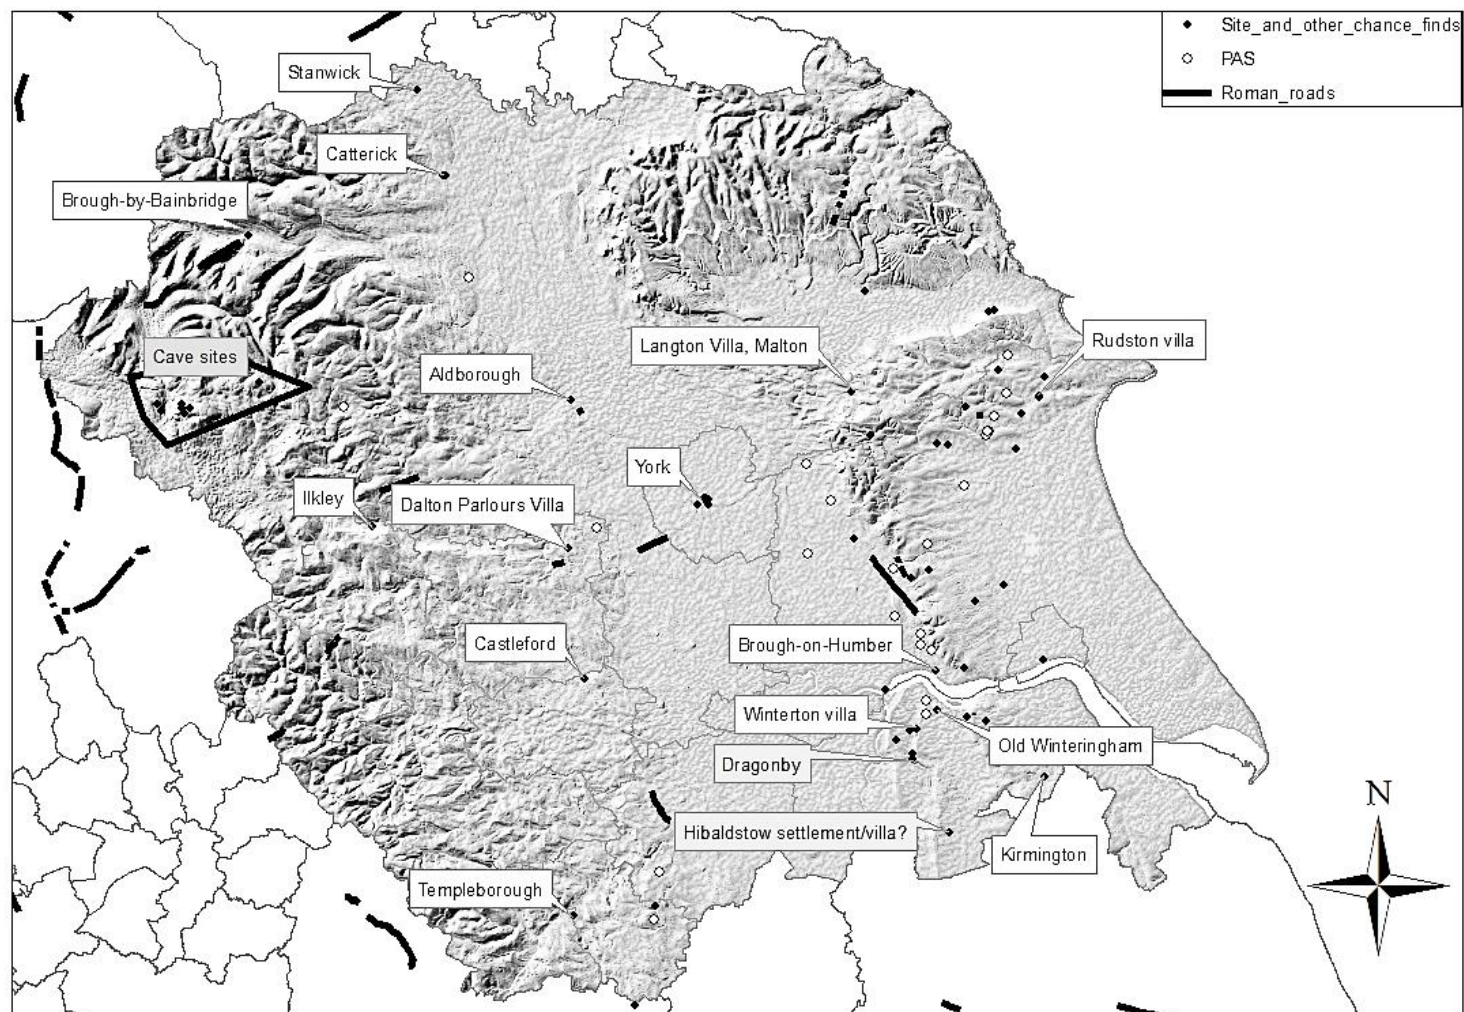 Site_and_other_chance_finds
PAS
Roman_roads
Stanwick
Catterick
Brough-by-Bainbridge
Cave sites
Aldborough
Langton Villa, Malton
Rudston villa
York
Ilkley
Dalton Parlours Villa
Castleford
Brough-on-Humber
Winterton villa
Old Winteringham
Dragonby
Hibaldstow settlement/villa?
Kirmington
Templeborough
N